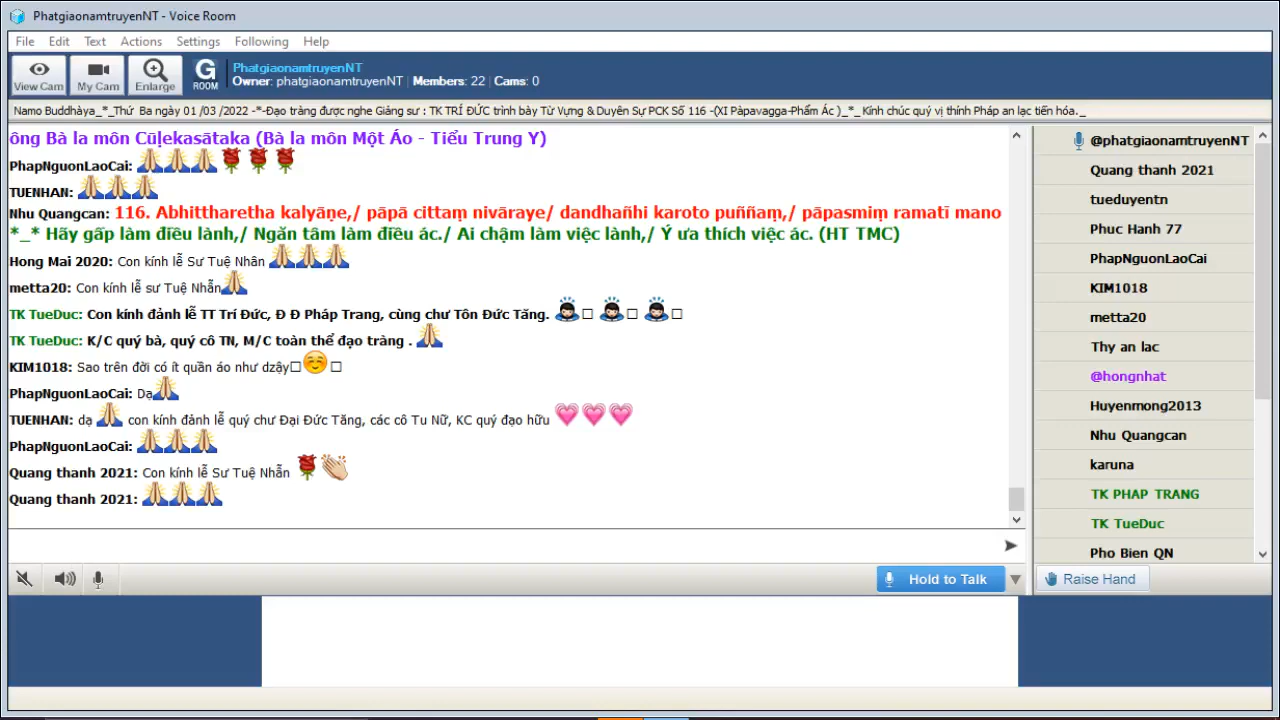 PhatgiaonamtruyenNT - Voice Room
File Edit Text Actions Settings Following Help
View Cam My Cam Enlarge G ROOM PhatgiaonamtruyenNT
Owner: phatgiaonamtruyenNT | Members: 22 | Cams: 0
Namo Buddhàya_*_Thứ Ba ngày 01 /03 /2022 -*-Đạo tràng được nghe Giảng sư : TK TRÍ ĐỨC trình bày Từ Vựng & Duyên Sự PCK Số 116 -(XI Pàpavagga-Phẩm Ác )_*_Kính chúc quý vị thính Pháp an lạc tiến hóa._
ông Bà la môn Cūḷekasātaka (Bà la môn Một Áo - Tiểu Trung Y)
PhapNguonLaoCai: 🙏🙏🙏🌹🌹🌹
TUENHAN: 🙏🙏🙏
Nhu Quangcan: 116. Abhittharetha kalyāṇe,/ pāpā cittaṃ nivāraye/ dandhañhi karoto puññaṃ,/ pāpasmiṃ ramatī mano
*_* Hãy gấp làm điều lành,/ Ngăn tâm làm điều ác./ Ai chậm làm việc lành,/ Ý ưa thích việc ác. (HT TMC)
Hong Mai 2020: Con kính lễ Sư Tuệ Nhân 🙏🙏🙏
metta20: Con kính lễ sư Tuệ Nhẫn🙏
TK TueDuc: Con kính đảnh lễ TT Trí Đức, Đ Đ Pháp Trang, cùng chư Tôn Đức Tăng. 🙇□ 🙇□ 🙇□
TK TueDuc: K/C quý bà, quý cô TN, M/C toàn thể đạo tràng . 🙏
KIM1018: Sao trên đời có ít quần áo như dzậy□☺□
PhapNguonLaoCai: Dạ🙏
TUENHAN: dạ 🙏 con kính đảnh lễ quý chư Đại Đức Tăng, các cô Tu Nữ, KC quý đạo hữu 💗💗💗
PhapNguonLaoCai: 🙏🙏🙏
Quang thanh 2021: Con kính lễ Sư Tuệ Nhẫn 🌹👏
Quang thanh 2021: 🙏🙏🙏
Hold to Talk
@phatgiaonamtruyenNT
Quang thanh 2021
tueduyentn
Phuc Hanh 77
PhapNguonLaoCai
KIM1018
metta20
Thy an lac
@hongnhat
Huyenmong2013
Nhu Quangcan
karuna
TK PHAP TRANG
TK TueDuc
Pho Bien QN
Raise Hand